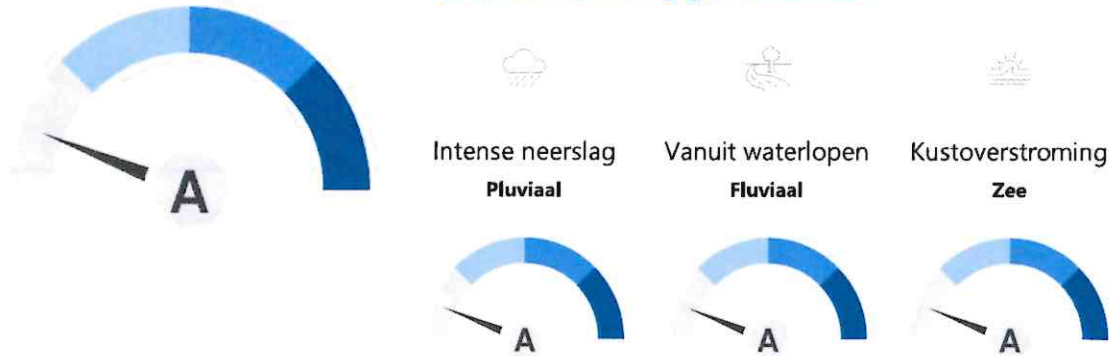 A
Intense neerslag
Vanuit waterlopen
Kustoverstroming
Pluviaal
Fluviaal
Zee
A
A
A